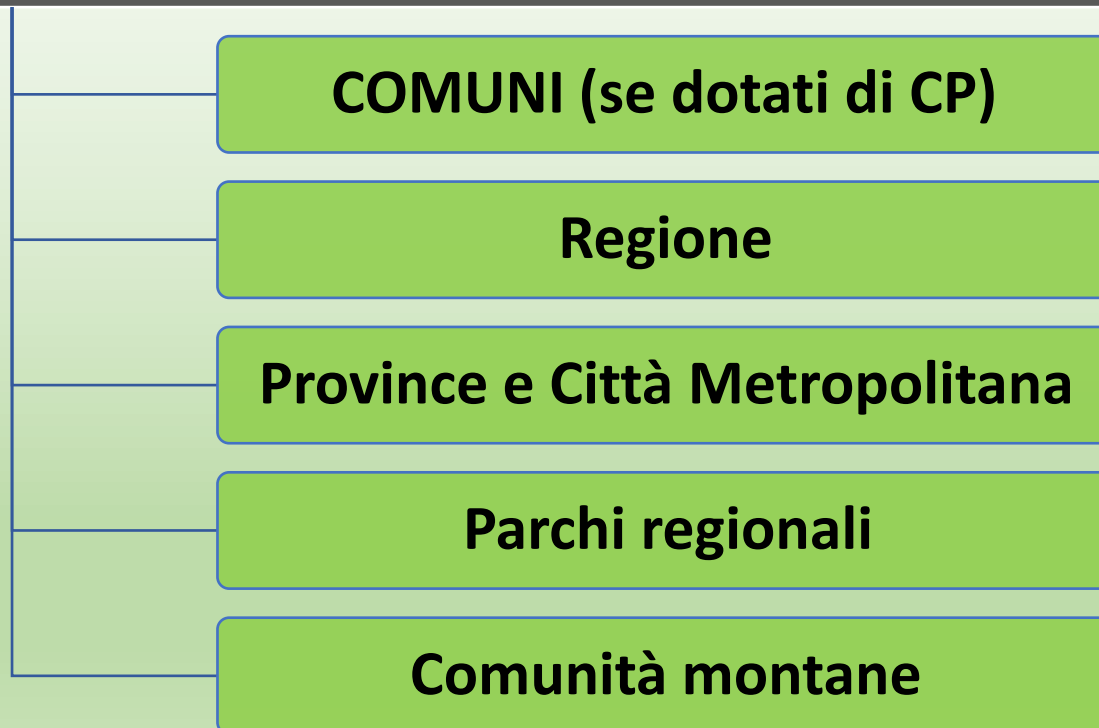 COMUNI (se dotati di CP)
Regione
Province e Città Metropolitana
Parchi regionali
Comunità montane